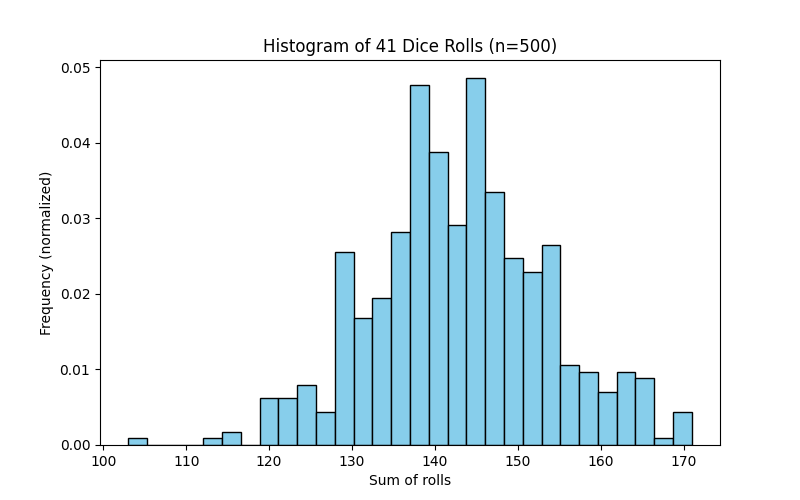 Histogram of 41 Dice Rolls (n=500)
Frequency (normalized)
0.05
0.04
0.03
0.02
0.01
0.00
100 110 120 130 140 150 160 170
Sum of rolls